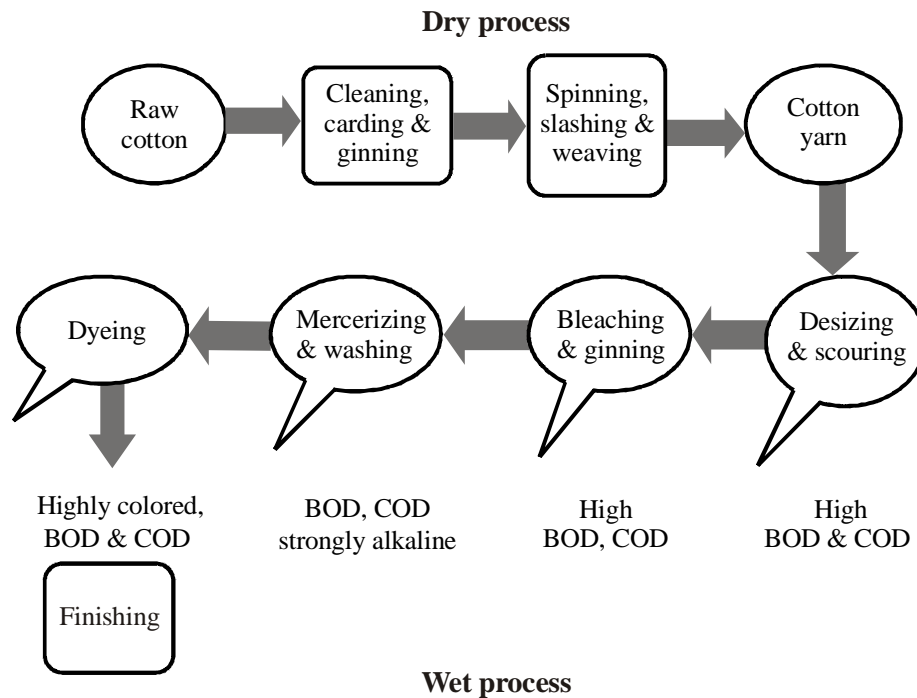 Dry process
Raw
cotton
Cleaning,
carding &
ginning
Spinning,
slashing &
weaving
Cotton
yarn
Dyeing
Mercerizing
& washing
Bleaching
& ginning
Desizing
& scouring
Highly colored,
BOD & COD
BOD, COD
strongly alkaline
High
BOD, COD
High
BOD & COD
Finishing
Wet process